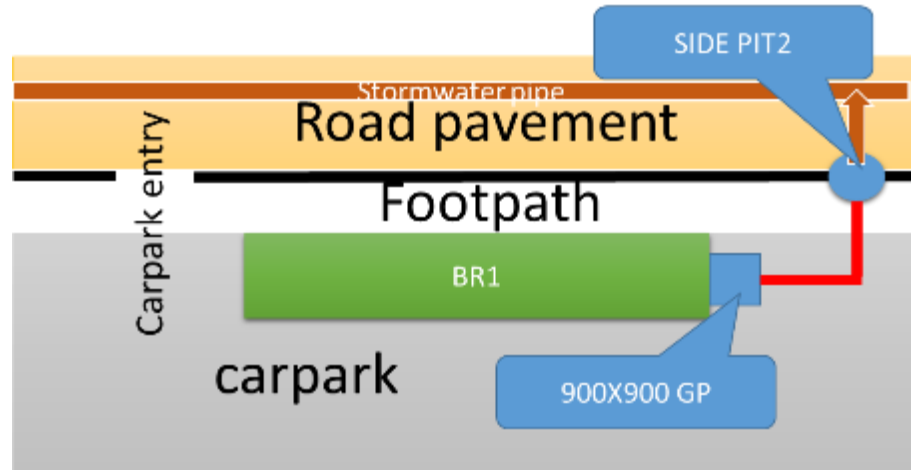 SIDE PIT2
Stormwater pipe
Road pavement
Carpark entry
Footpath
BR1
carpark
900X900 GP